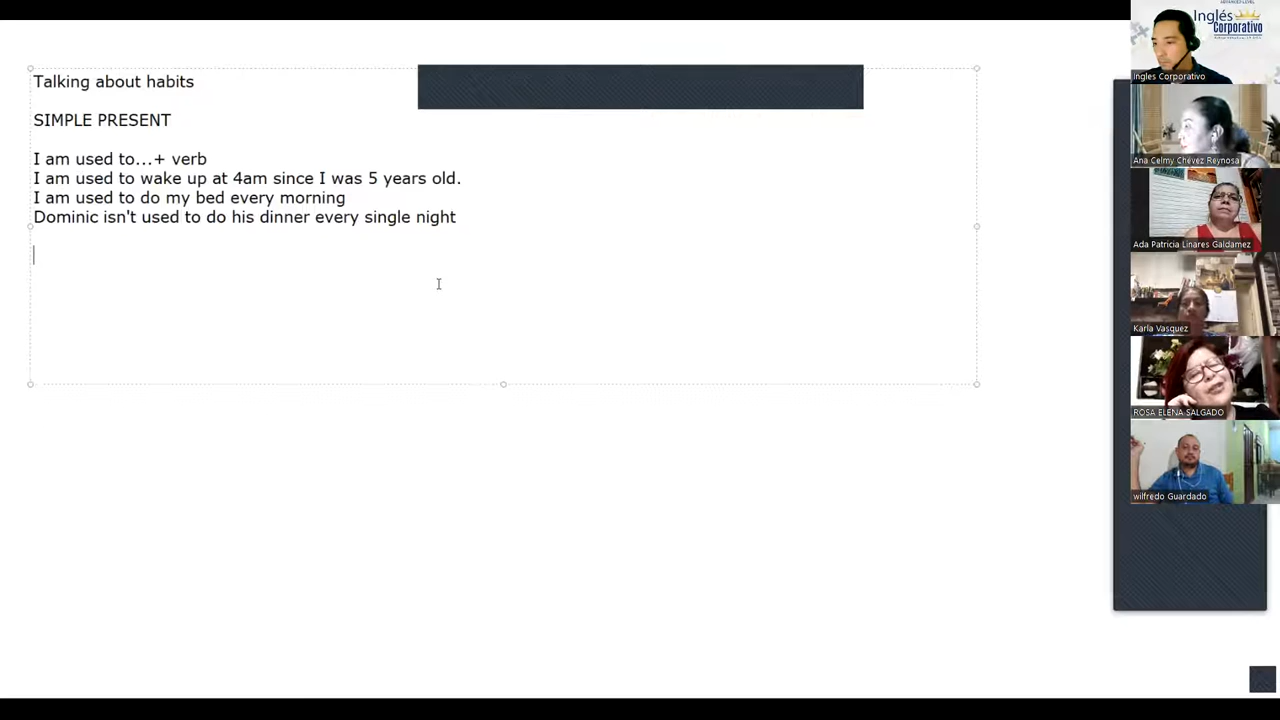 Talking about habits
SIMPLE PRESENT
I am used to...+ verb
I am used to wake up at 4am since I was 5 years old.
I am used to do my bed every morning
Dominic isn't used to do his dinner every single night
Inglés
Corporativo
Ingles Corporativo
Ana Celmy Chévez Reynosa
Ada Patricia Linares Galdamez
Karla Vasquez
ROSA ELENA SALGADO
wilfredo Guardado